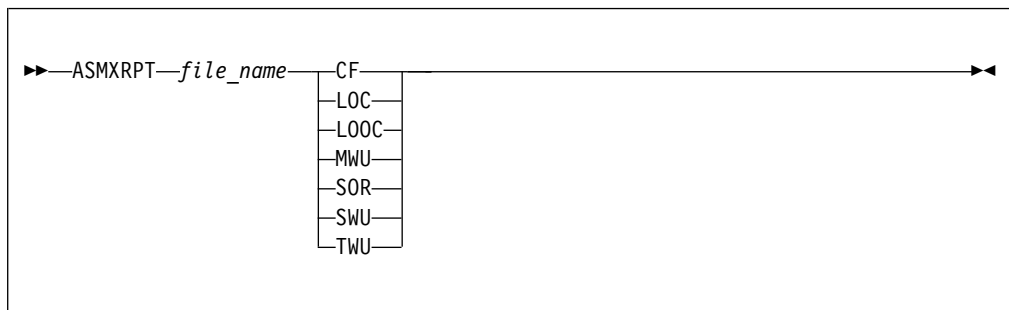 ASMXRPT file_name CF
LOC
LOOC
MWU
SOR
SWU
TWU